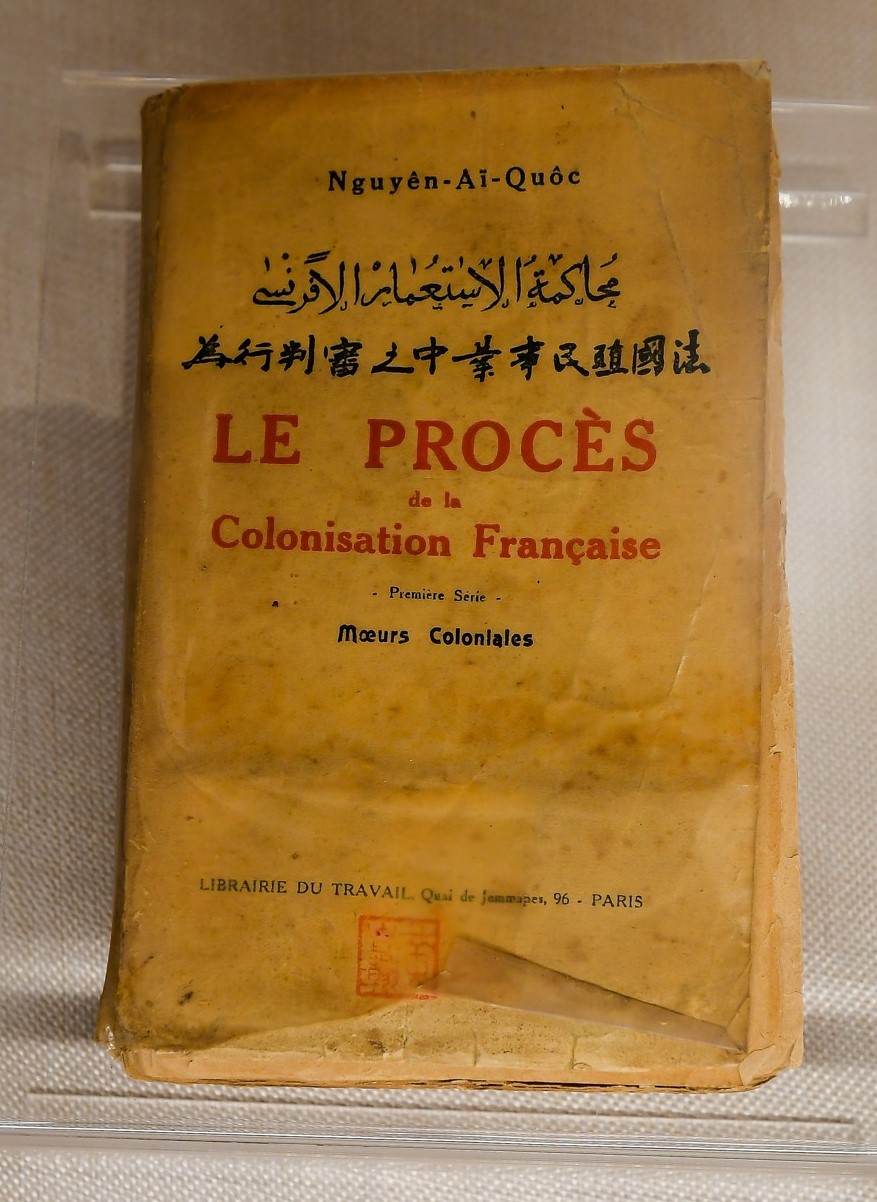 Nguyên-Aï-Quôc
محاكمة الاستعمار الافرنسي
法國殖民事業中之審判行為
LE PROCÈS
de la
Colonisation Française
- Première Série -
Mœurs Coloniales
LIBRAIRIE DU TRAVAIL. Quai de Jemmapes, 96 - PARIS